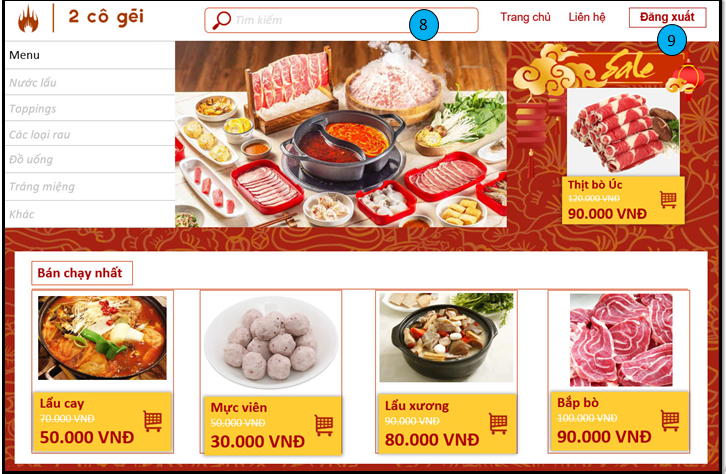 2 cô gēi
Tìm kiếm
8
Trang chủ
Liên hệ
Đăng xuất
9
Menu
Nước lẩu
Toppings
Các loại rau
Đồ uống
Tráng miệng
Khác
Sale
Thịt bò Úc
120.000 VNĐ
90.000 VNĐ
Bán chạy nhất
Lẩu cay
70.000 VNĐ
50.000 VNĐ
Mực viên
50.000 VNĐ
30.000 VNĐ
Lẩu xương
90.000 VNĐ
80.000 VNĐ
Bắp bò
100.000 VNĐ
90.000 VNĐ